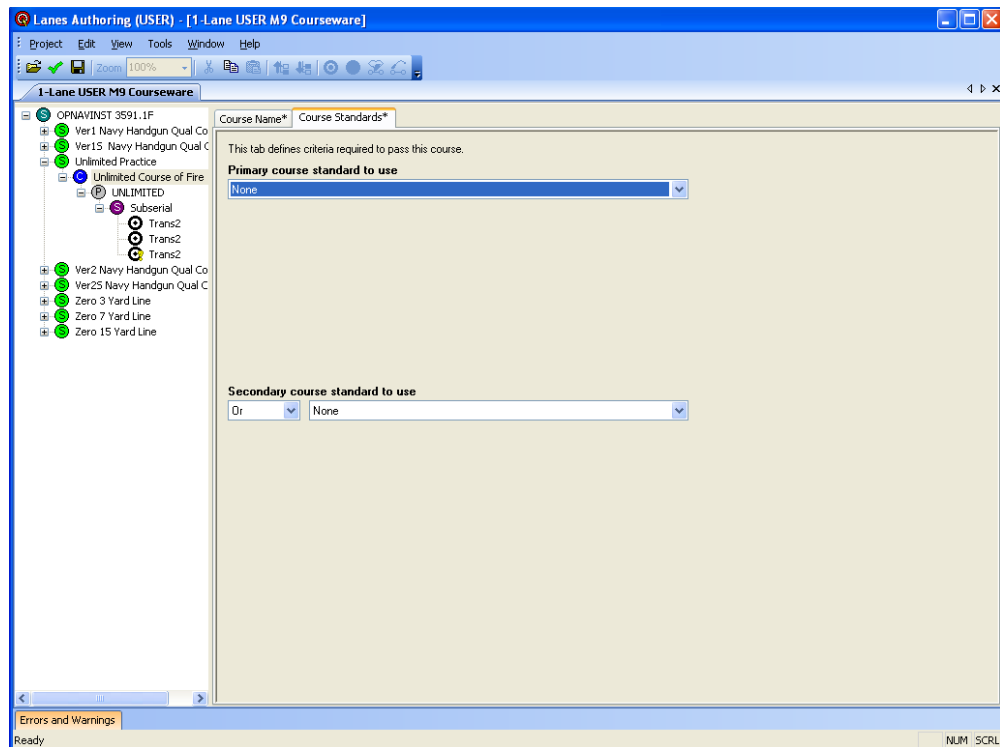 Lanes Authoring (USER) - [1-Lane USER M9 Courseware]
Project Edit View Tools Window Help
Zoom 100%
1-Lane USER M9 Courseware
OPNAVINST 3591.1F
Ver1 Navy Handgun Qual Co
Ver1S Navy Handgun Qual C
Unlimited Practice
C Unlimited Course of Fire
P UNLIMITED
S Subserial
Trans2
Trans2
Trans2
Ver2 Navy Handgun Qual Co
Ver2S Navy Handgun Qual C
Zero 3 Yard Line
Zero 7 Yard Line
Zero 15 Yard Line
Course Name* Course Standards*
This tab defines criteria required to pass this course.
Primary course standard to use
None
Secondary course standard to use
Or None
Errors and Warnings
Ready NUM SCRL